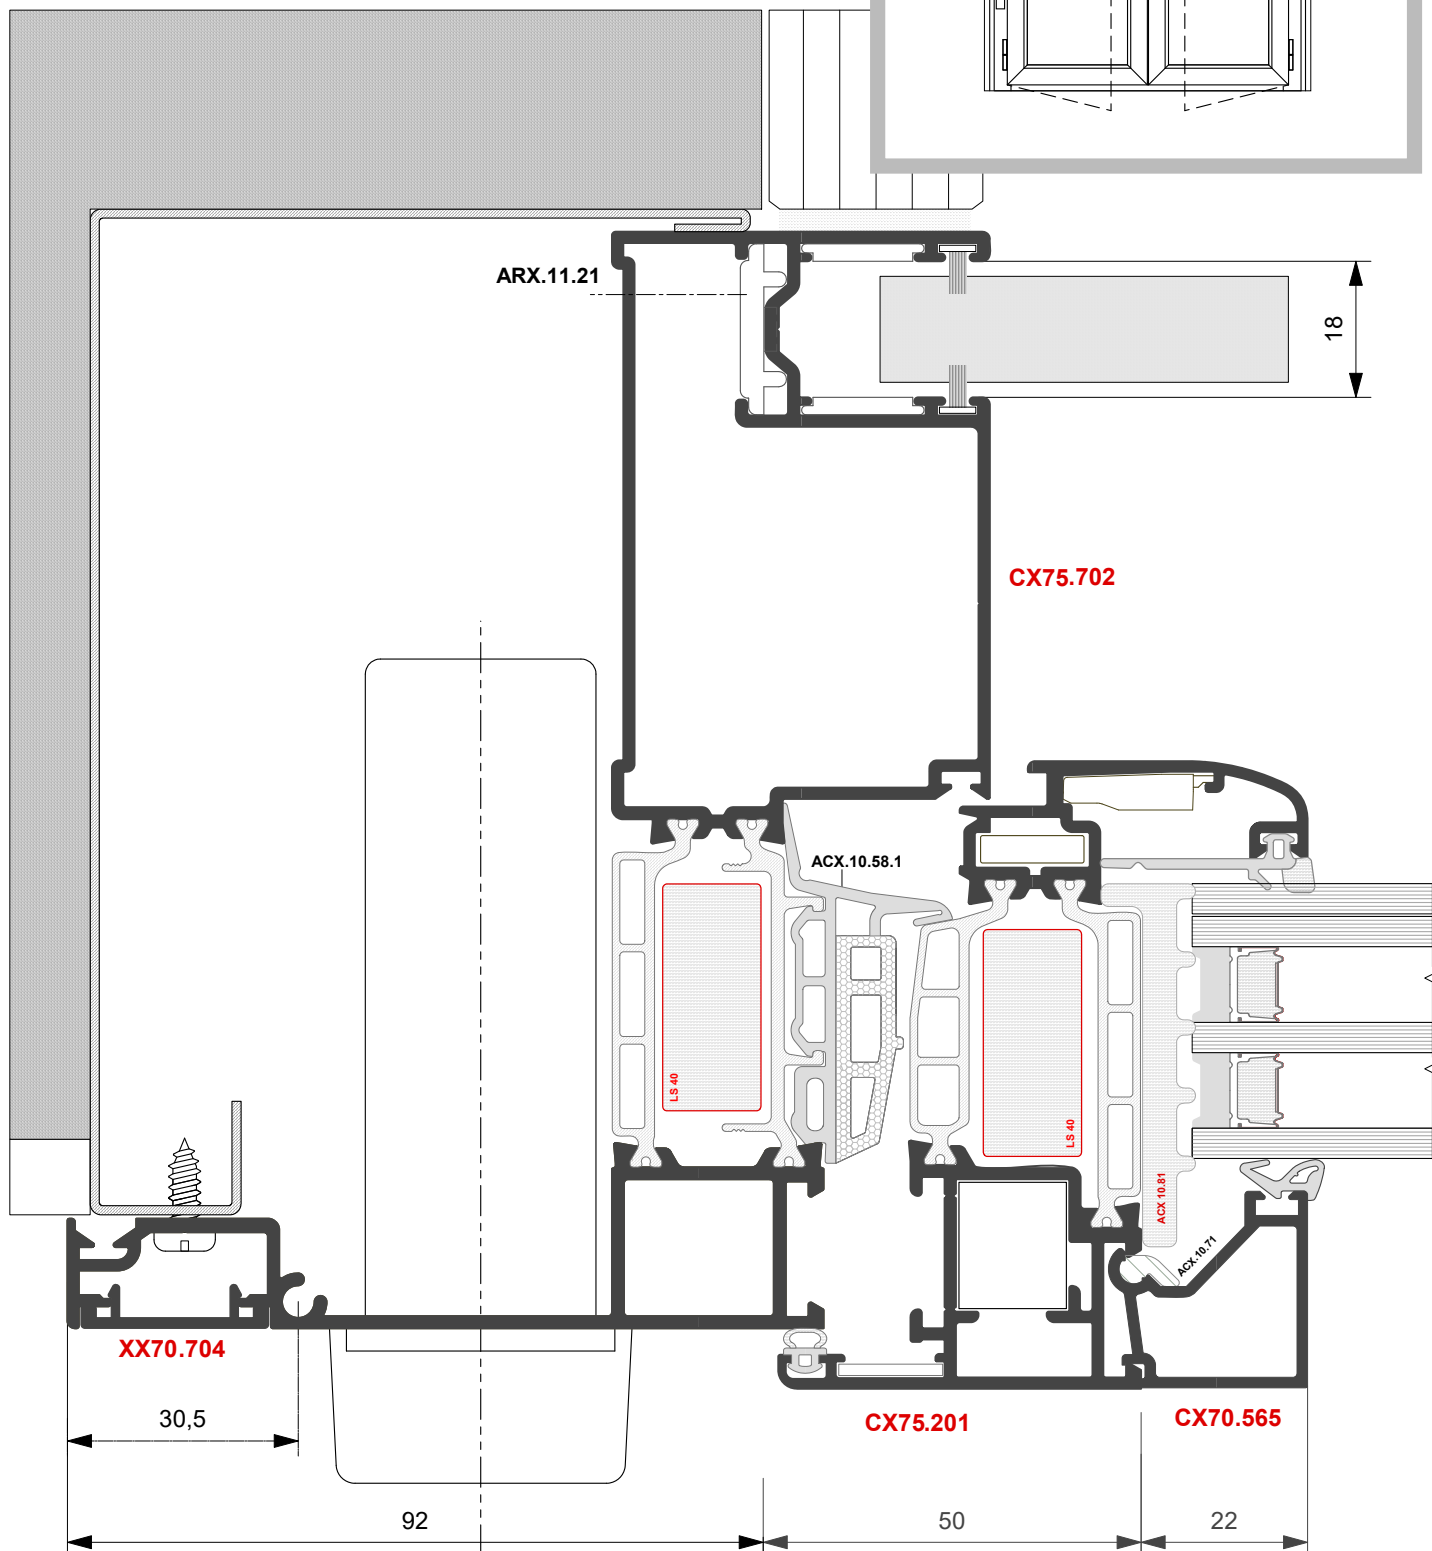 ARX.11.21
18
CX75.702
ACX.10.58.1
LS 40
LS 40
ACX 10.81
ACX.10.71
XX70.704
30,5
CX75.201
CX70.565
92
50
22